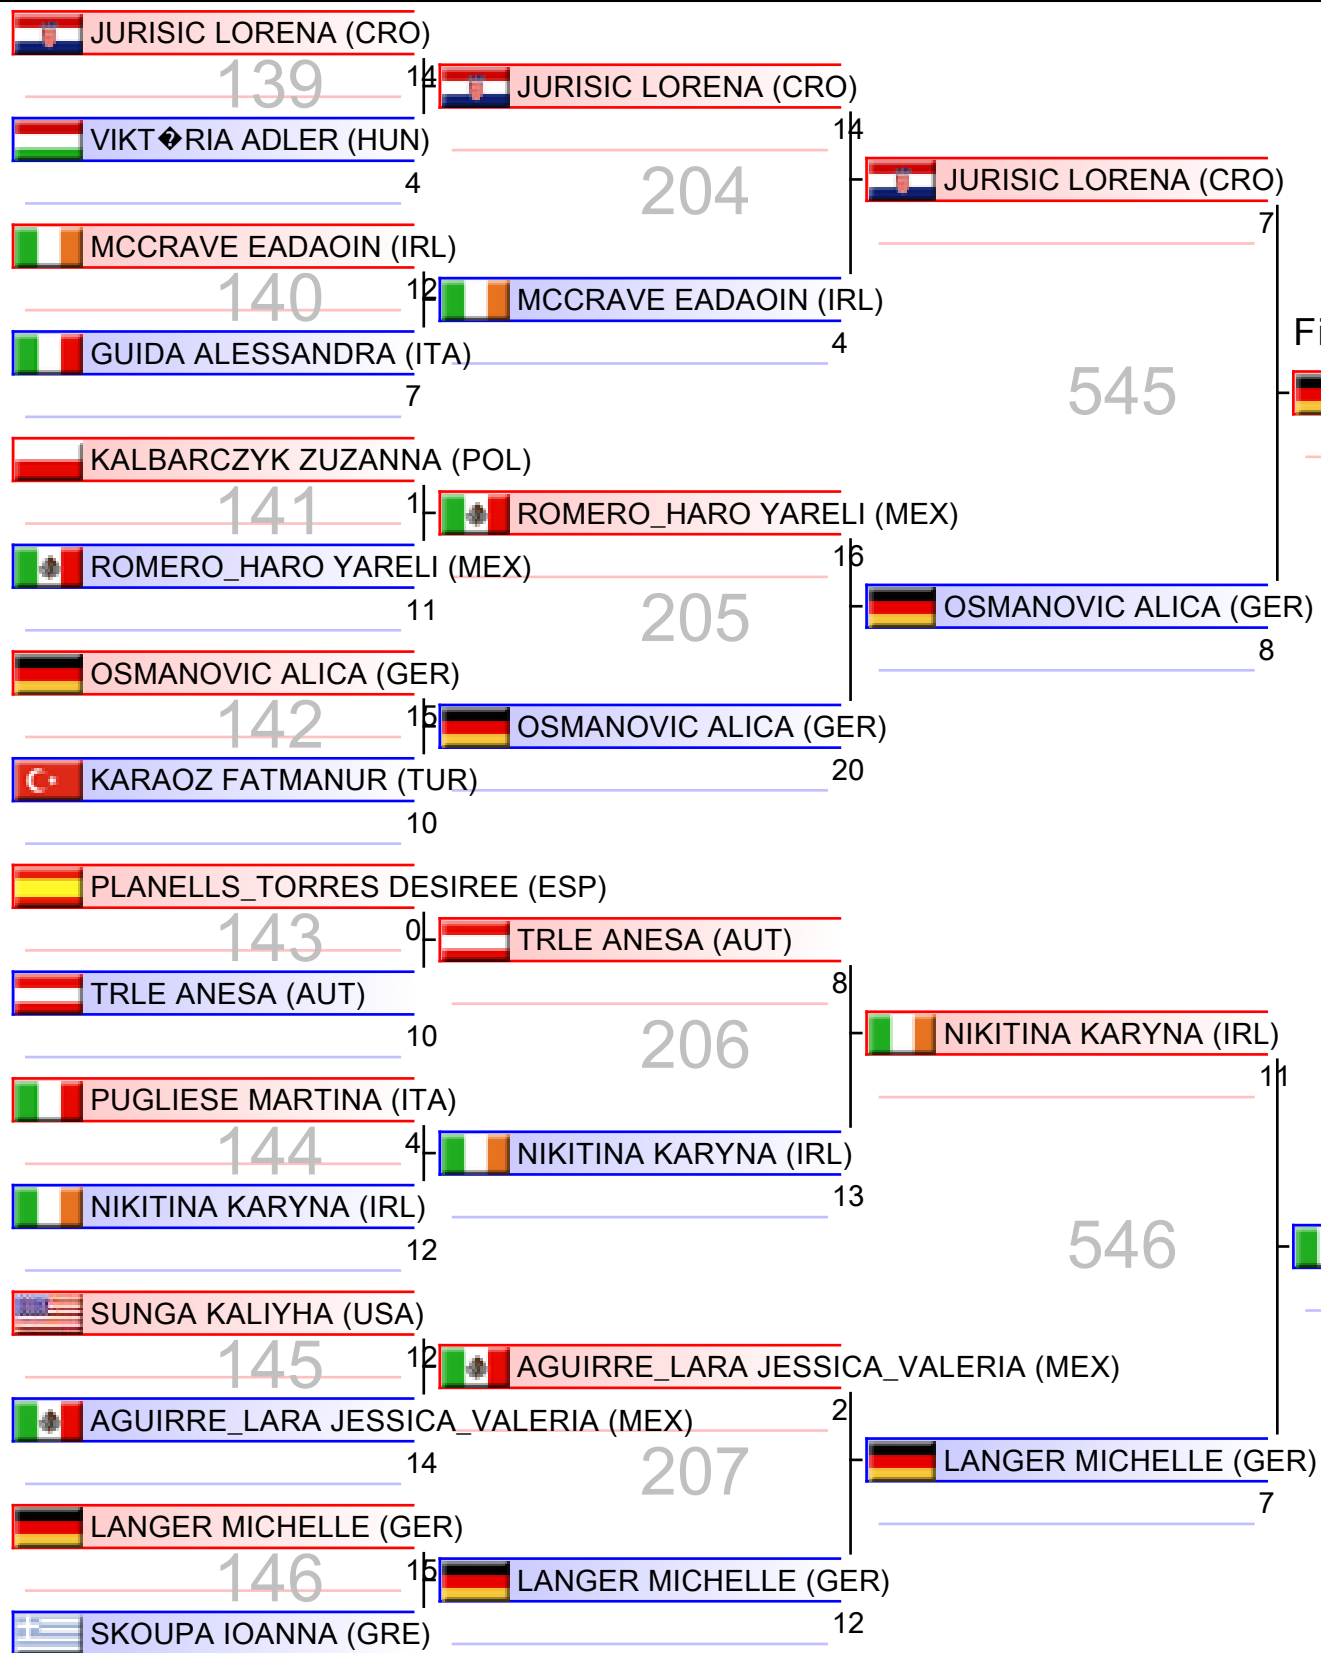 JURISIC LORENA (CRO)
139
14
VIKT�RIA ADLER (HUN)
4
MCCRAVE EADAOIN (IRL)
140
12
GUIDA ALESSANDRA (ITA)
7
KALBARCZYK ZUZANNA (POL)
141
1
ROMERO_HARO YARELI (MEX)
11
OSMANOVIC ALICA (GER)
142
15
KARAOZ FATMANUR (TUR)
10
PLANELLS_TORRES DESIREE (ESP)
143
0
TRLE ANESA (AUT)
10
PUGLIESE MARTINA (ITA)
144
4
NIKITINA KARYNA (IRL)
12
SUNGA KALIYHA (USA)
145
12
AGUIRRE_LARA JESSICA_VALERIA (MEX)
14
LANGER MICHELLE (GER)
146
15
SKOUPA IOANNA (GRE)
JURISIC LORENA (CRO)
14
204
MCCRAVE EADAOIN (IRL)
4
ROMERO_HARO YARELI (MEX)
16
205
OSMANOVIC ALICA (GER)
20
TRLE ANESA (AUT)
8
206
NIKITINA KARYNA (IRL)
13
AGUIRRE_LARA JESSICA_VALERIA (MEX)
2
207
LANGER MICHELLE (GER)
12
JURISIC LORENA (CRO)
7
545
OSMANOVIC ALICA (GER)
8
NIKITINA KARYNA (IRL)
11
546
LANGER MICHELLE (GER)
7